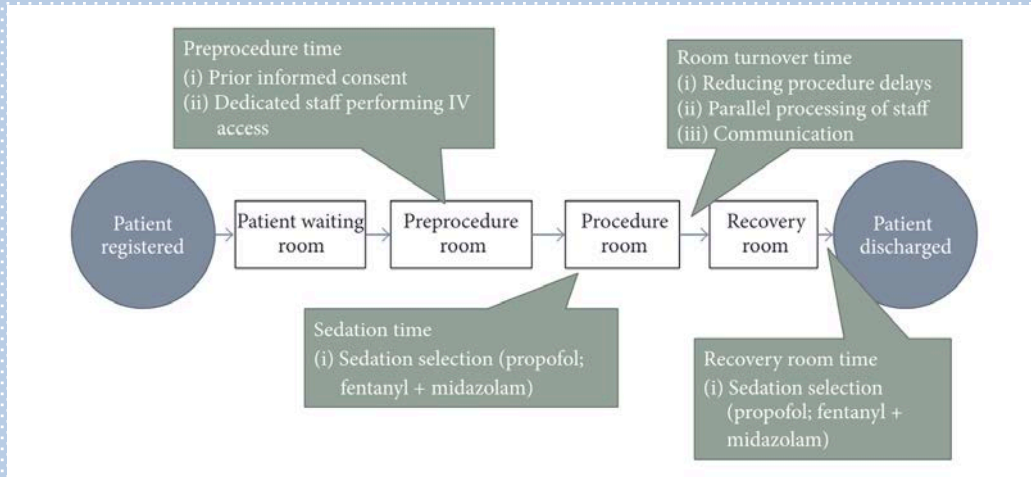 Preprocedure time
(i) Prior informed consent
(ii) Dedicated staff performing IV
access
Room turnover time
(i) Reducing procedure delays
(ii) Parallel processing of staff
(iii) Communication
Patient
registered
Patient waiting
room
Preprocedure
room
Procedure
room
Recovery
room
Patient
discharged
Sedation time
(i) Sedation selection (propofol;
fentanyl + midazolam)
Recovery room time
(i) Sedation selection
(propofol; fentanyl +
midazolam)